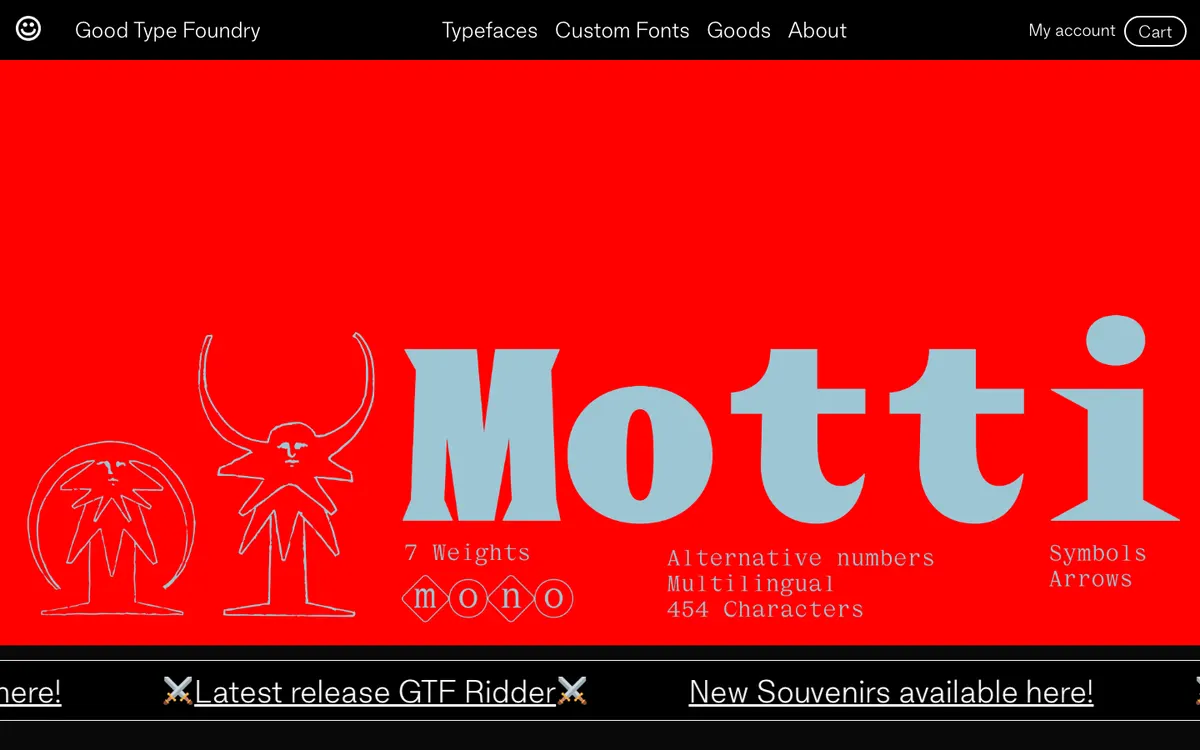 Good Type Foundry
Typefaces Custom Fonts Goods About
My account Cart
Motti
7 Weights
mono
Alternative numbers
Multilingual
454 Characters
Symbols
Arrows
here! ⚔️Latest release GTF Ridder⚔️ New Souvenirs available here!